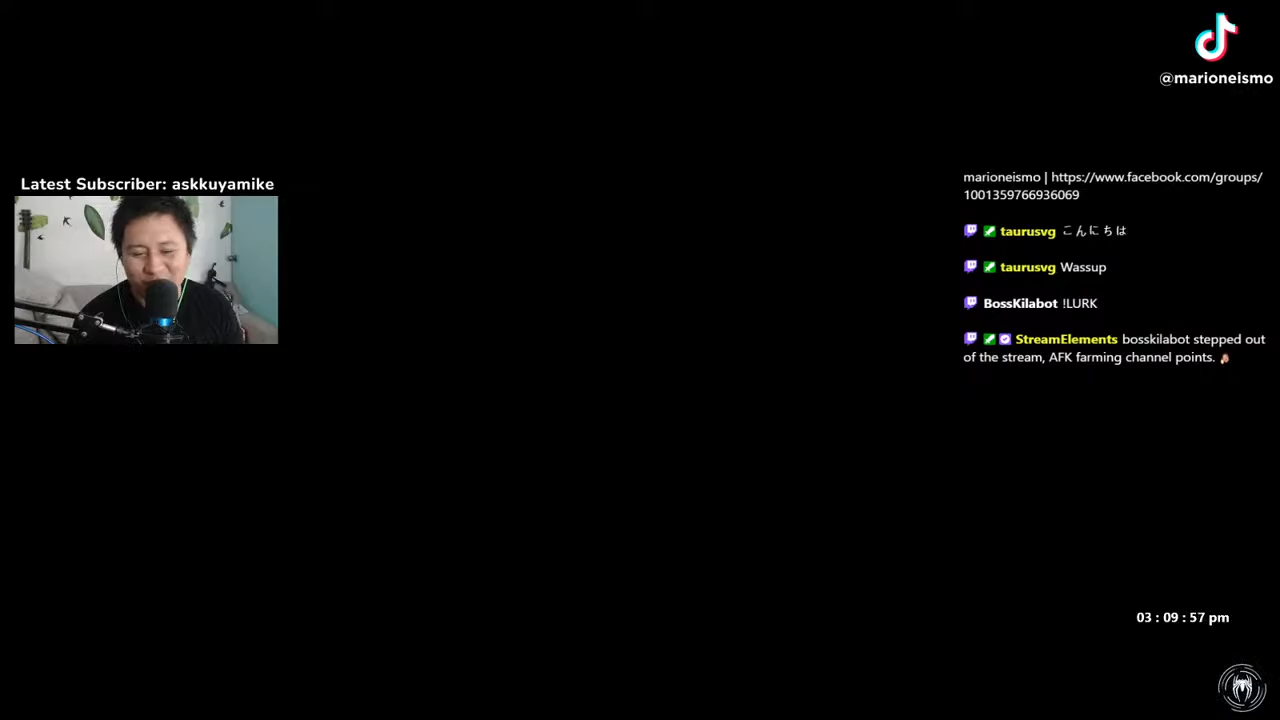 @marioneismo
Latest Subscriber: askkuyamike
marioneismo | https://www.facebook.com/groups/
1001359766936069
taurusvg こんにちは
taurusvg Wassup
BossKilabot !LURK
StreamElements bosskilabot stepped out
of the stream, AFK farming channel points.
03 : 09 : 57 pm